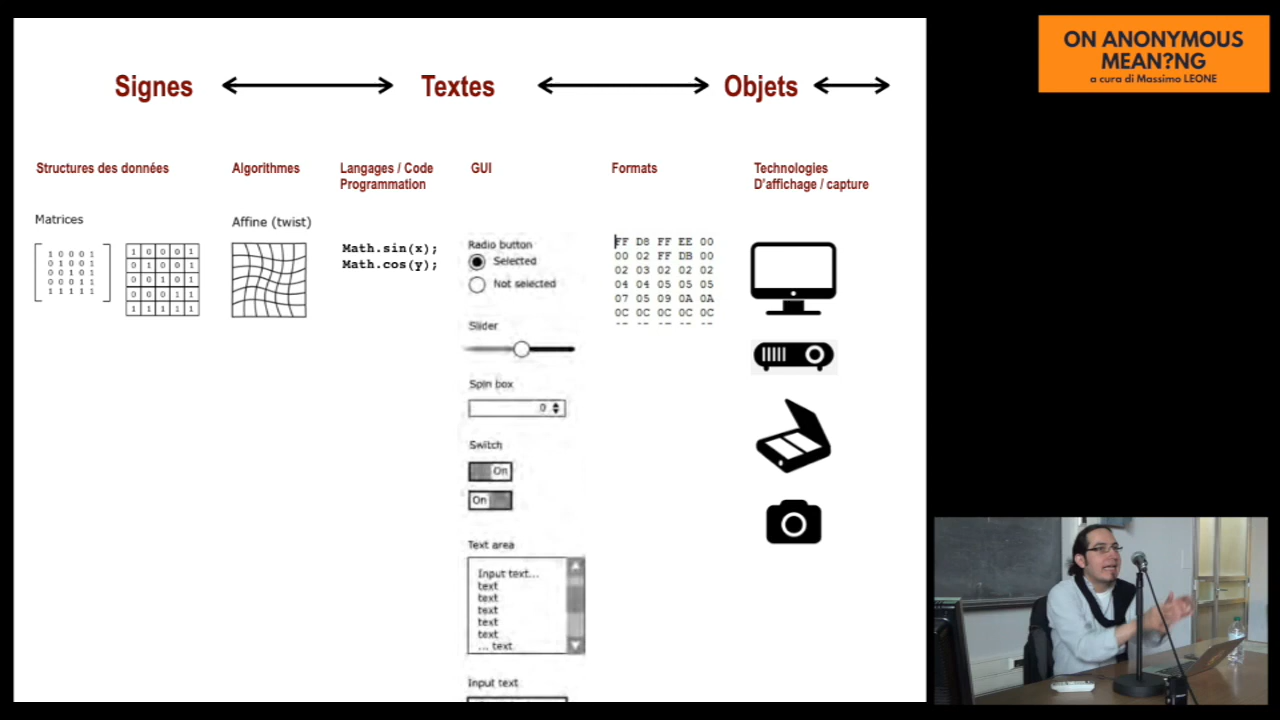 ON ANONYMOUS
MEAN?NG
a cura di Massimo LEONE
Signes
Textes
Objets
Structures des données
Algorithmes
Langages / Code
Programmation
GUI
Formats
Technologies
D'affichage / capture
Matrices
1 0 0 0 1
0 1 0 0 1
0 0 1 0 1
0 0 0 1 1
1 1 1 1 1
1 0 0 0 1
0 1 0 0 1
0 0 1 0 1
0 0 0 1 1
1 1 1 1 1
Affine (twist)
Math.sin(x);
Math.cos(y);
Radio button
Selected
Not selected
Slider
Spin box
0
Switch
On
On
Text area
Input text...
text
text
text
text
text
... text
Input text
FF D8 FF EE 00
00 02 FF DB 00
02 03 02 02 02
04 04 05 05 05
07 05 09 0A 0A
0C 0C 0C 0C 0C